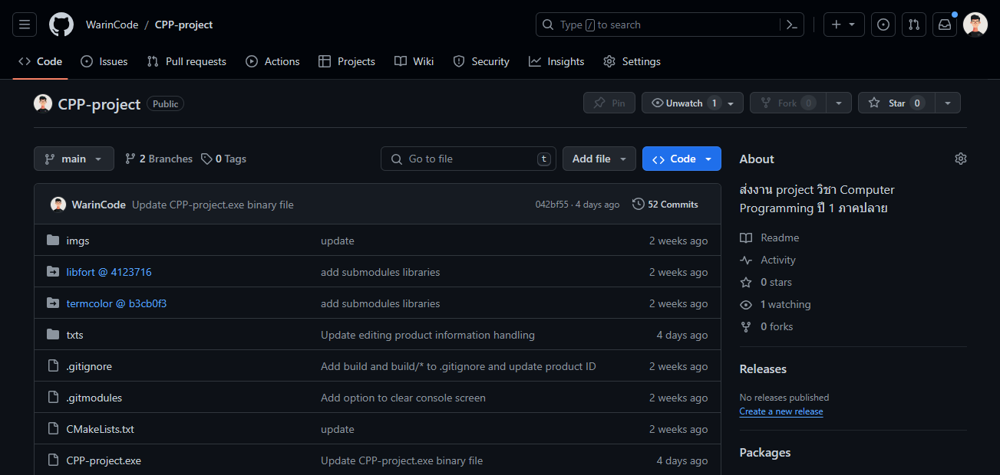 WarinCode / CPP-project
Type / to search
Code Issues Pull requests Actions Projects Wiki Security Insights Settings
CPP-project Public
Pin Unwatch 1 Fork 0 Star 0
main 2 Branches 0 Tags
Go to file t Add file Code
WarinCode Update CPP-project.exe binary file 042bf55 · 4 days ago 52 Commits
imgs update 2 weeks ago
libfort @ 4123716 add submodules libraries 2 weeks ago
termcolor @ b3cb0f3 add submodules libraries 2 weeks ago
txts Update editing product information handling 4 days ago
.gitignore Add build and build/* to .gitignore and update product ID 2 weeks ago
.gitmodules Add option to clear console screen 2 weeks ago
CMakeLists.txt update 2 weeks ago
CPP-project.exe Update CPP-project.exe binary file 4 days ago
About
ส่งงาน project วิชา Computer
Programming ปี 1 ภาคปลาย
Readme
Activity
0 stars
1 watching
0 forks
Releases
No releases published
Create a new release
Packages